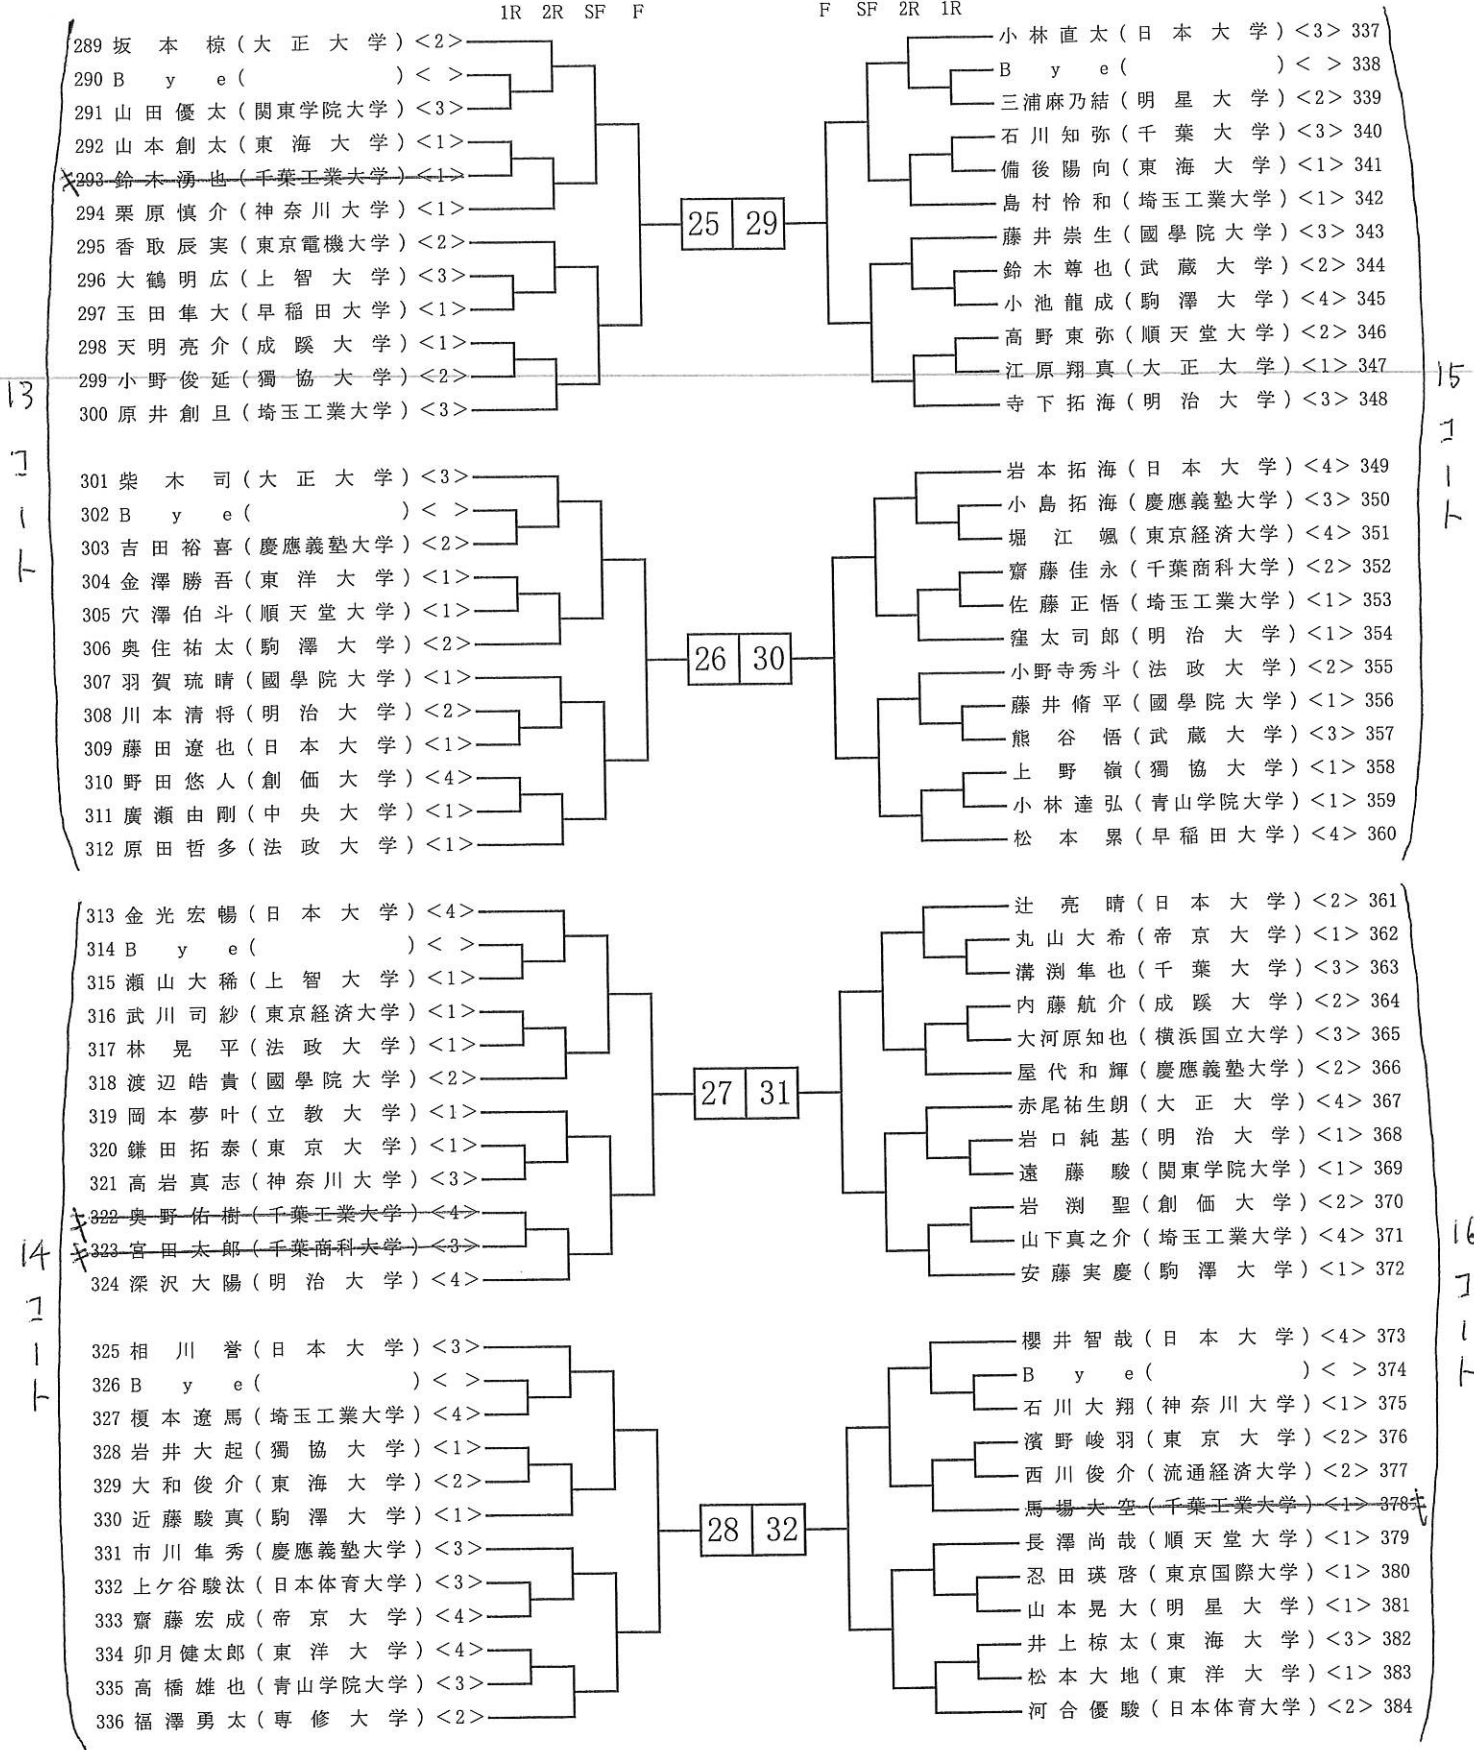 1R 2R SF F
289 坂本椋(大正大学)<2>
290 Bye( )< >
291 山田優太(関東学院大学)<3>
292 山本創太(東海大学)<1>
キ 293 鈴木湧也(千葉工業大学)<1>
294 栗原慎介(神奈川大学)<1>
295 香取辰実(東京電機大学)<2>
296 大鶴明広(上智大学)<3>
297 玉田隼大(早稲田大学)<1>
298 天明亮介(成蹊大学)<1>
299 小野俊延(獨協大学)<2>
300 原井創旦(埼玉工業大学)<3>
25
13コート
301 柴木司(大正大学)<3>
302 Bye( )< >
303 吉田裕喜(慶應義塾大学)<2>
304 金澤勝吾(東洋大学)<1>
305 穴澤伯斗(順天堂大学)<1>
306 奥住祐太(駒澤大学)<2>
307 羽賀琉晴(國學院大学)<1>
308 川本清将(明治大学)<2>
309 藤田遼也(日本大学)<1>
310 野田悠人(創価大学)<4>
311 廣瀬由剛(中央大学)<1>
312 原田哲多(法政大学)<1>
26
313 金光宏暢(日本大学)<4>
314 Bye( )< >
315 瀬山大稀(上智大学)<1>
316 武川司紗(東京経済大学)<1>
317 林晃平(法政大学)<1>
318 渡辺皓貴(國學院大学)<2>
319 岡本夢叶(立教大学)<1>
320 鎌田拓泰(東京大学)<1>
321 高岩真志(神奈川大学)<3>
キ 322 奥野佑樹(千葉工業大学)<4>
キ 323 宮田太郎(千葉商科大学)<3>
324 深沢大陽(明治大学)<4>
27
14コート
325 相川誉(日本大学)<3>
326 Bye( )< >
327 榎本遼馬(埼玉工業大学)<4>
328 岩井大起(獨協大学)<1>
329 大和俊介(東海大学)<2>
330 近藤駿真(駒澤大学)<1>
331 市川隼秀(慶應義塾大学)<3>
332 上ケ谷駿汰(日本体育大学)<3>
333 齋藤宏成(帝京大学)<4>
334 卯月健太郎(東洋大学)<4>
335 高橋雄也(青山学院大学)<3>
336 福澤勇太(専修大学)<2>
28
F SF 2R 1R
小林直太(日本大学)<3> 337
Bye( )< > 338
三浦麻乃結(明星大学)<2> 339
石川知弥(千葉大学)<3> 340
備後陽向(東海大学)<1> 341
島村怜和(埼玉工業大学)<1> 342
藤井崇生(國學院大学)<3> 343
鈴木尊也(武蔵大学)<2> 344
小池龍成(駒澤大学)<4> 345
高野東弥(順天堂大学)<2> 346
江原翔真(大正大学)<1> 347
寺下拓海(明治大学)<3> 348
29
15コート
岩本拓海(日本大学)<4> 349
小島拓海(慶應義塾大学)<3> 350
堀江颯(東京経済大学)<4> 351
齋藤佳永(千葉商科大学)<2> 352
佐藤正悟(埼玉工業大学)<1> 353
窪太司郎(明治大学)<1> 354
小野寺秀斗(法政大学)<2> 355
藤井脩平(國學院大学)<1> 356
熊谷悟(武蔵大学)<3> 357
上野嶺(獨協大学)<1> 358
小林達弘(青山学院大学)<1> 359
松本累(早稲田大学)<4> 360
30
辻亮晴(日本大学)<2> 361
丸山大希(帝京大学)<1> 362
溝渕隼也(千葉大学)<3> 363
内藤航介(成蹊大学)<2> 364
大河原知也(横浜国立大学)<3> 365
屋代和輝(慶應義塾大学)<2> 366
赤尾祐生朗(大正大学)<4> 367
岩口純基(明治大学)<1> 368
遠藤駿(関東学院大学)<1> 369
岩渕聖(創価大学)<2> 370
山下真之介(埼玉工業大学)<4> 371
安藤実慶(駒澤大学)<1> 372
31
16コート
櫻井智哉(日本大学)<4> 373
Bye( )< > 374
石川大翔(神奈川大学)<1> 375
濱野峻羽(東京大学)<2> 376
西川俊介(流通経済大学)<2> 377
馬場大空(千葉工業大学)<1> 378 キ
長澤尚哉(順天堂大学)<1> 379
忍田瑛啓(東京国際大学)<1> 380
山本晃大(明星大学)<1> 381
井上椋太(東海大学)<3> 382
松本大地(東洋大学)<1> 383
河合優駿(日本体育大学)<2> 384
32